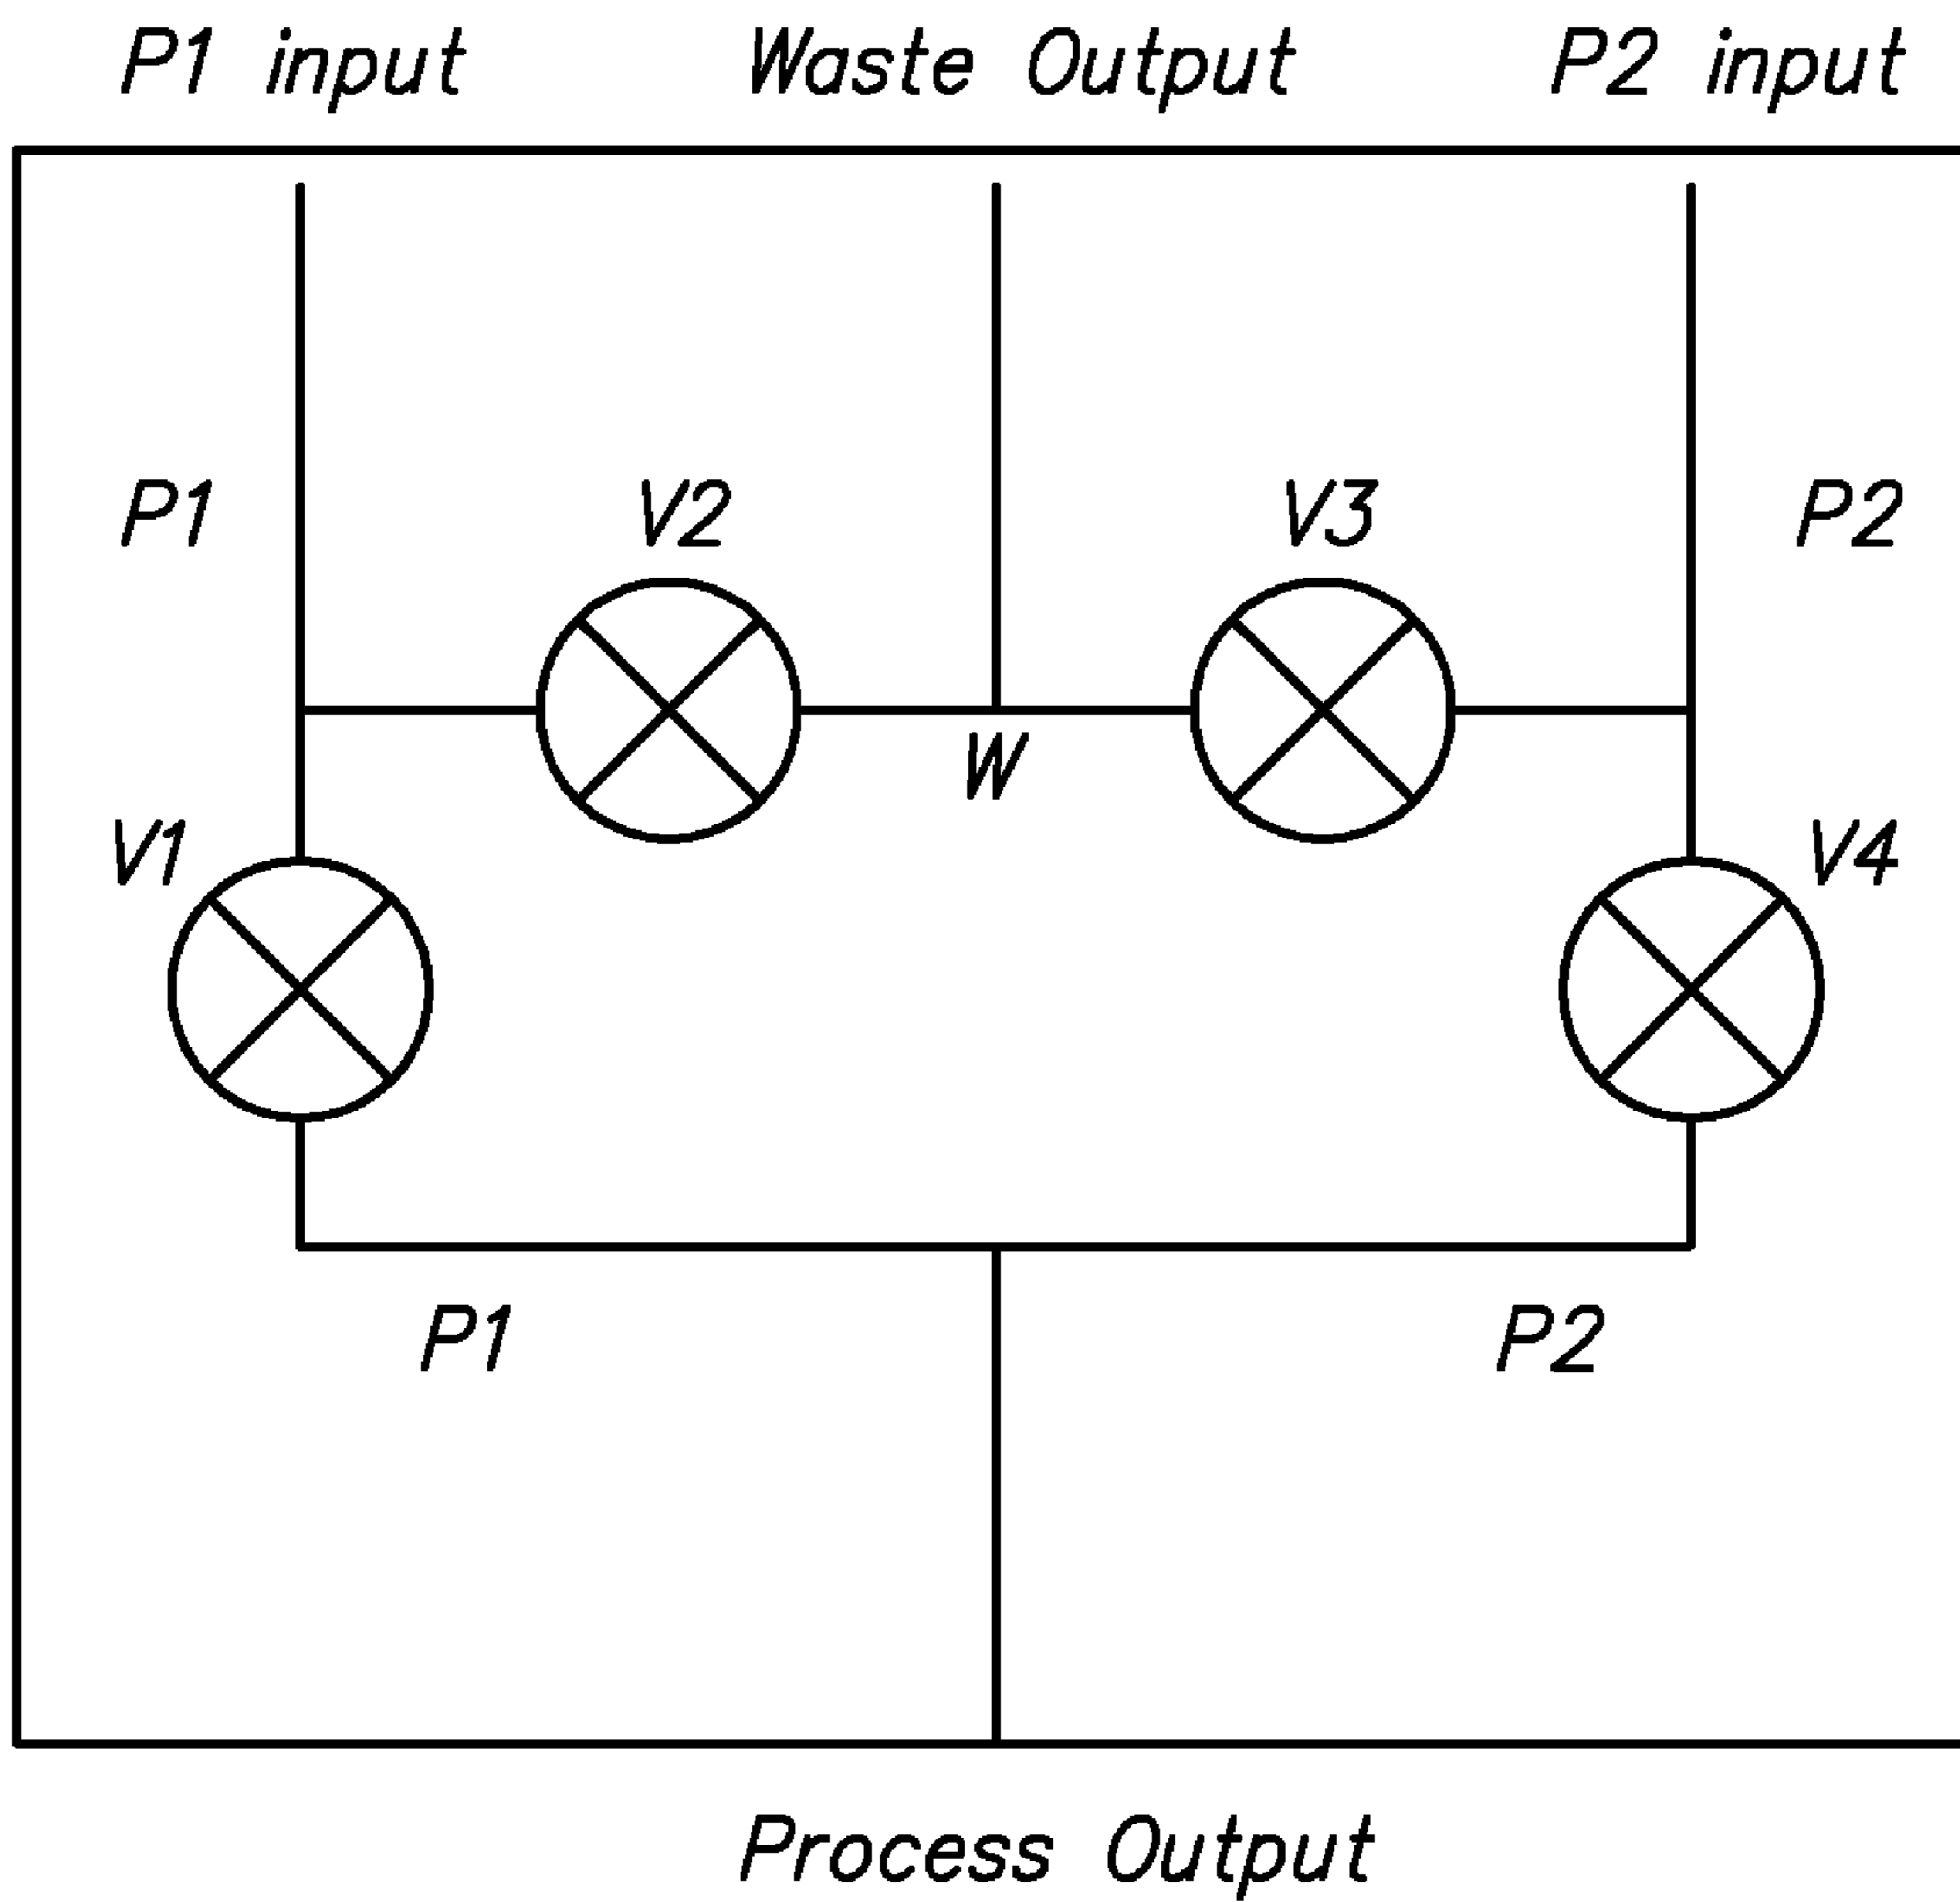 P1 input Waste Output P2 input
P1 V2 V3 P2
W
V1 V4
P1 P2
Process Output